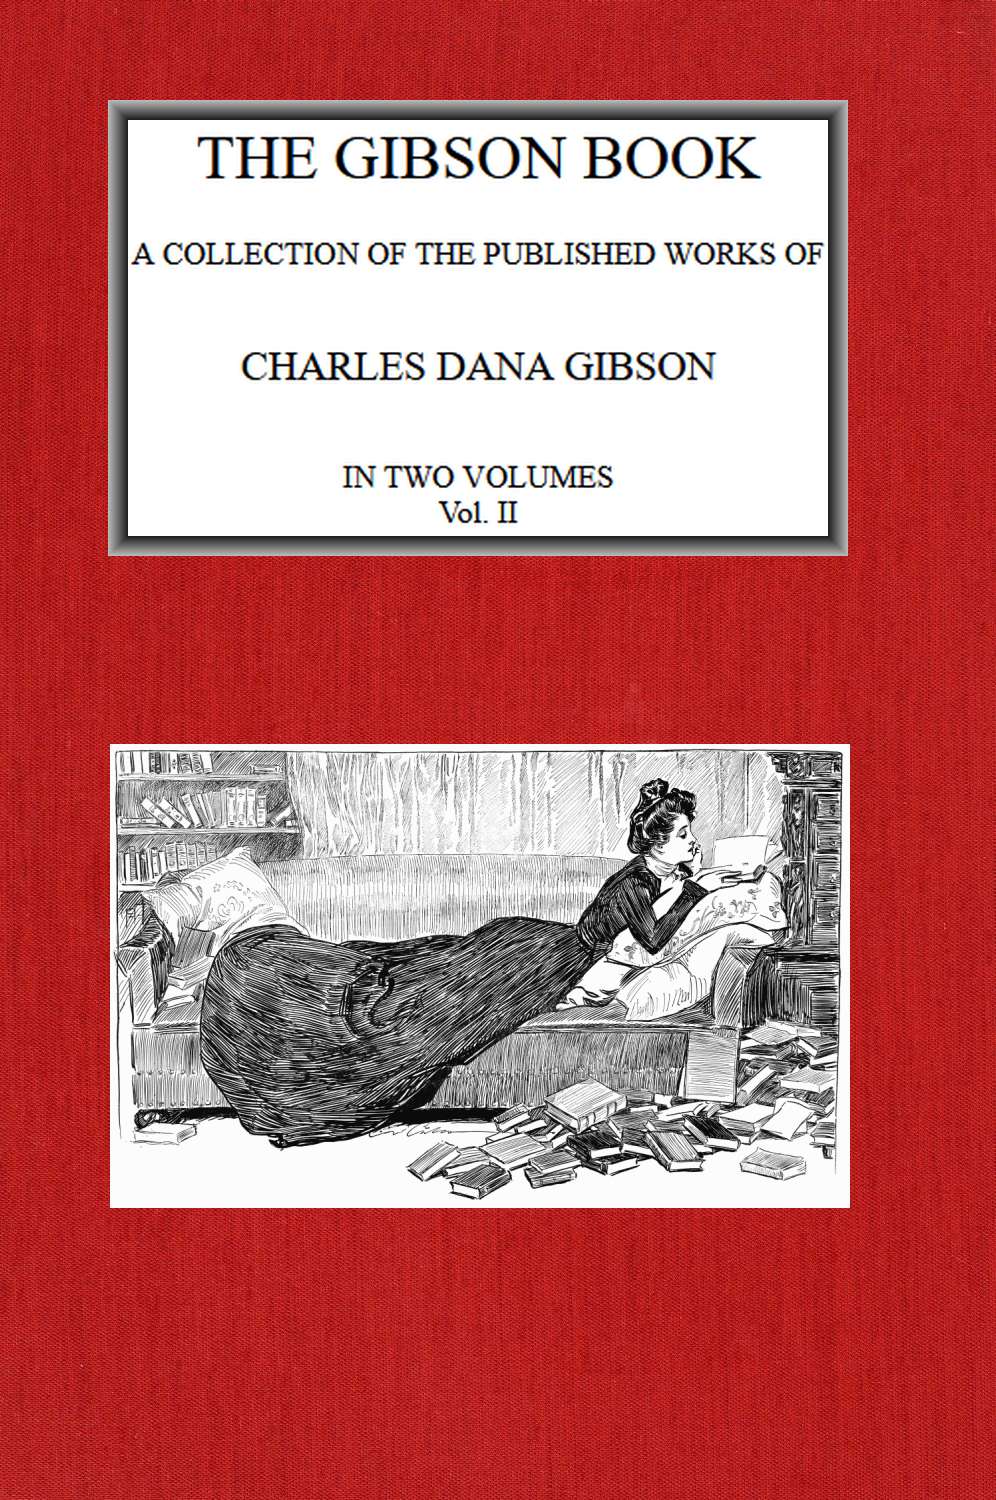 THE GIBSON BOOK
A COLLECTION OF THE PUBLISHED WORKS OF
CHARLES DANA GIBSON
IN TWO VOLUMES
Vol. II